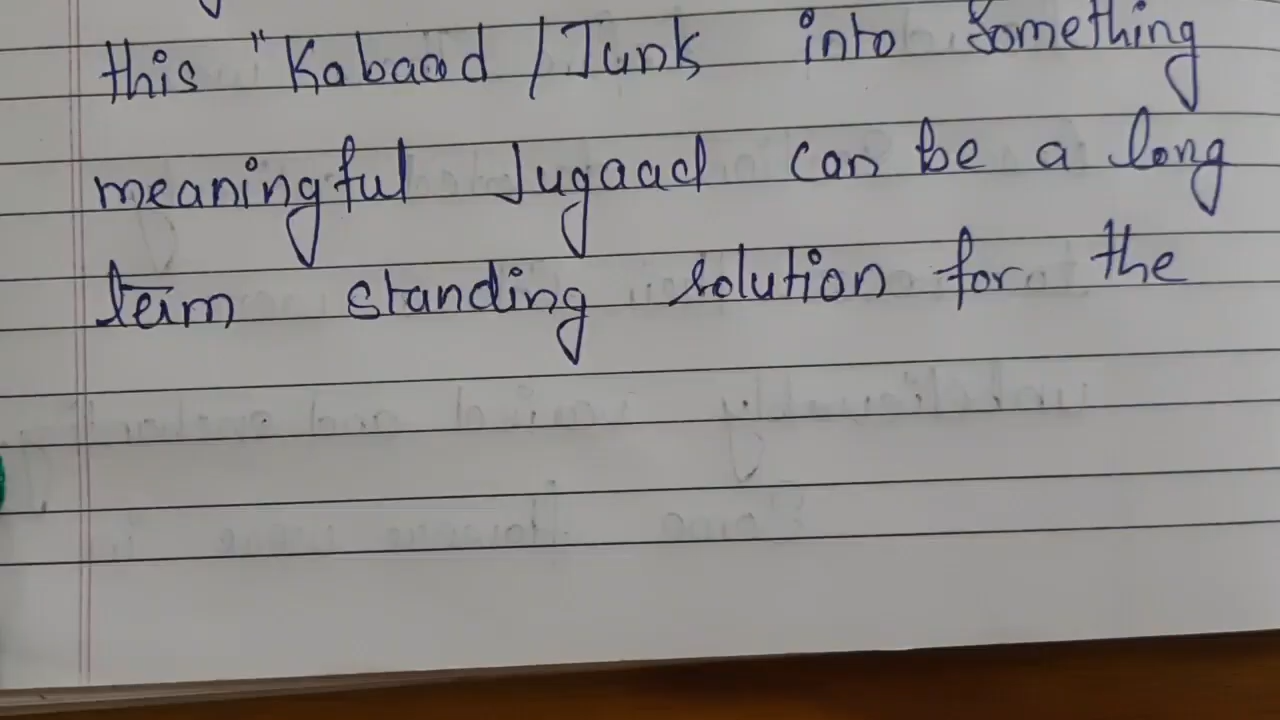 this "Kabaad / Junk into something
meaningful Jugaad can be a long
term standing solution for the